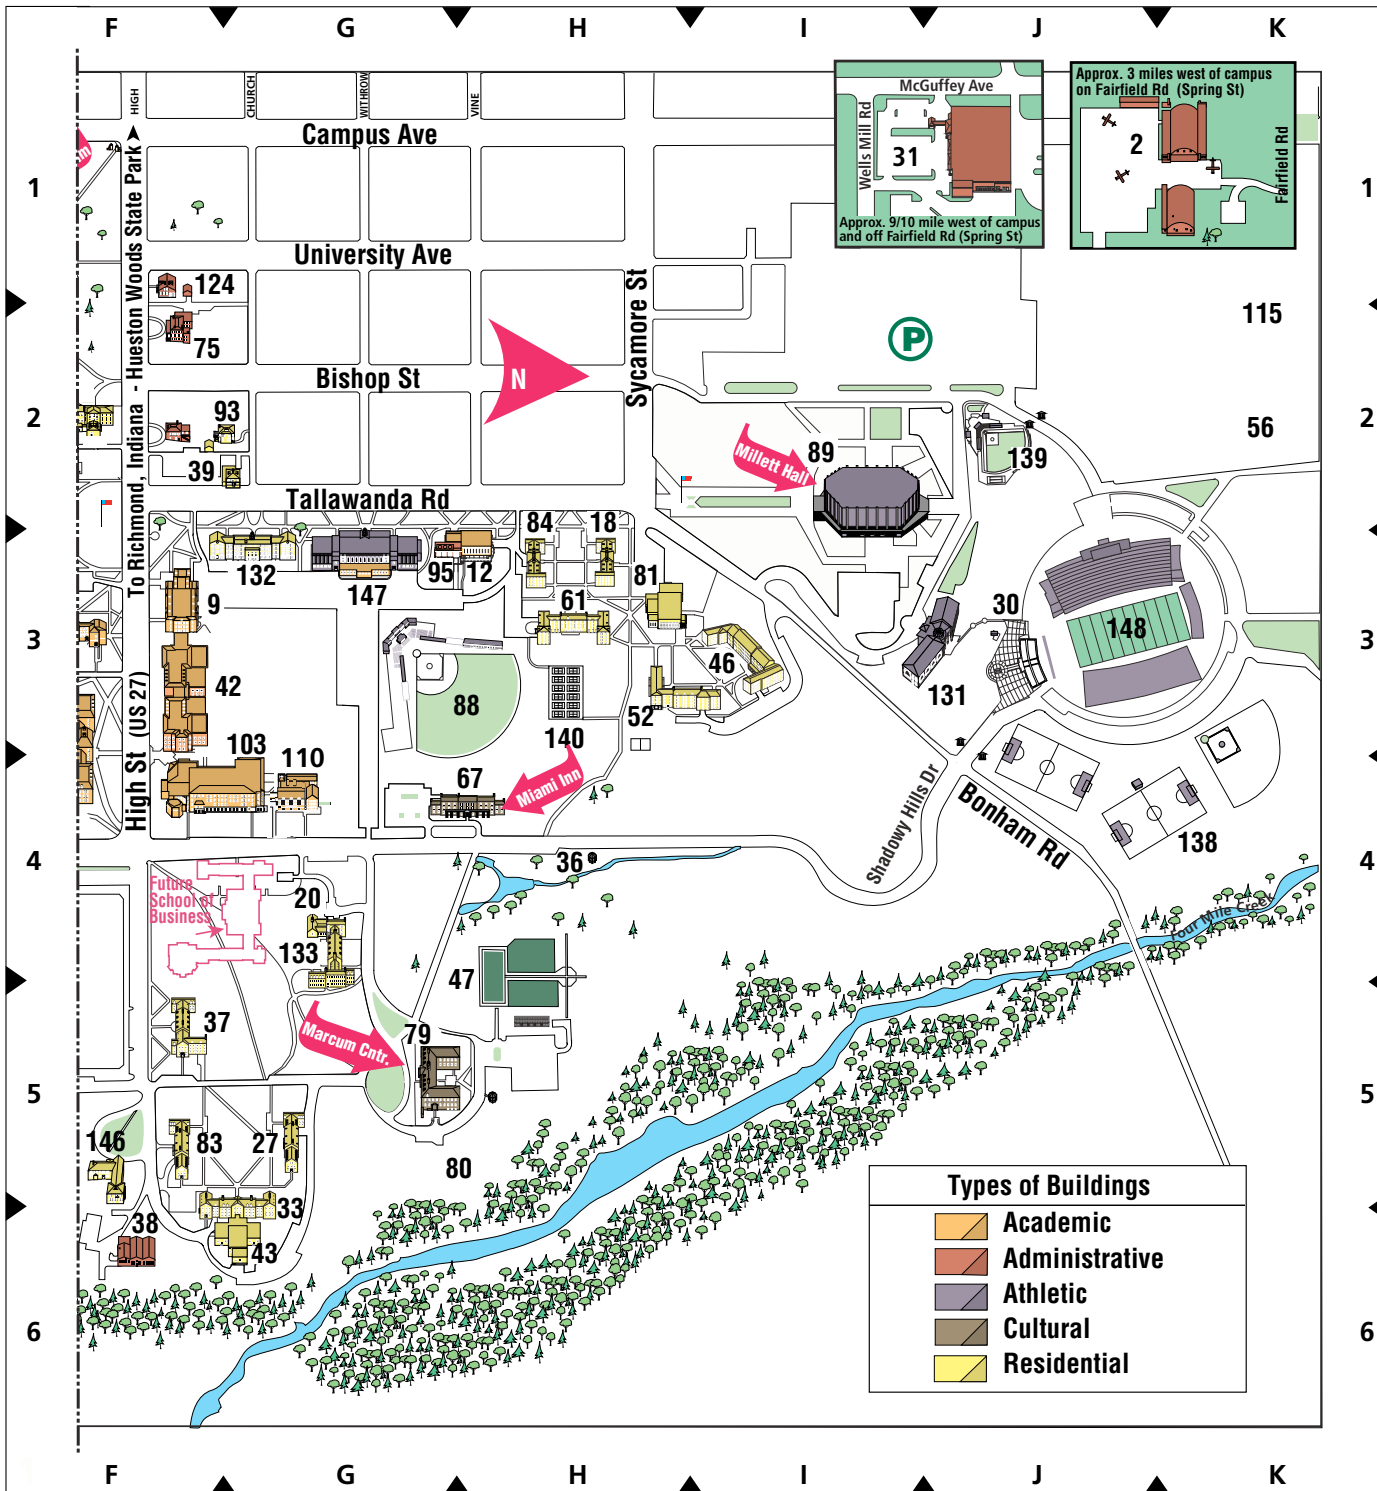 F G H I J K
HIGH
CHURCH
WITHROW
VINE
Campus Ave
McGuffey Ave
Wells Mill Rd
31
Approx. 9/10 mile west of campus
and off Fairfield Rd (Spring St)
Approx. 3 miles west of campus
on Fairfield Rd (Spring St)
2
Fairfield Rd
1 1
To Richmond, Indiana - Hueston Woods State Park
University Ave
124
75
Sycamore St
P
115
Bishop St
N
2 2
93
39
56
Millett Hall
89
139
Tallawanda Rd
84
18
132
147
95
12
81
9
61
30
148
3 3
46
42
88
131
52
140
High St (US 27)
103
110
67
Miami Inn
Shadowy Hills Dr
Bonham Rd
138
4 4
36
Future
School of
Business
20
133
Four Mile Creek
47
37
Marcum Cntr.
79
5 5
146
83
27
80
33
38
43
Types of Buildings
Academic
Administrative
Athletic
Cultural
Residential
6 6
F G H I J K